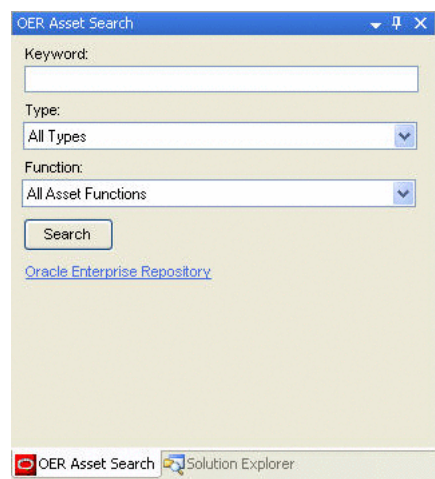 OER Asset Search
Keyword:
Type:
All Types
Function:
All Asset Functions
Search
Oracle Enterprise Repository
OER Asset Search Solution Explorer